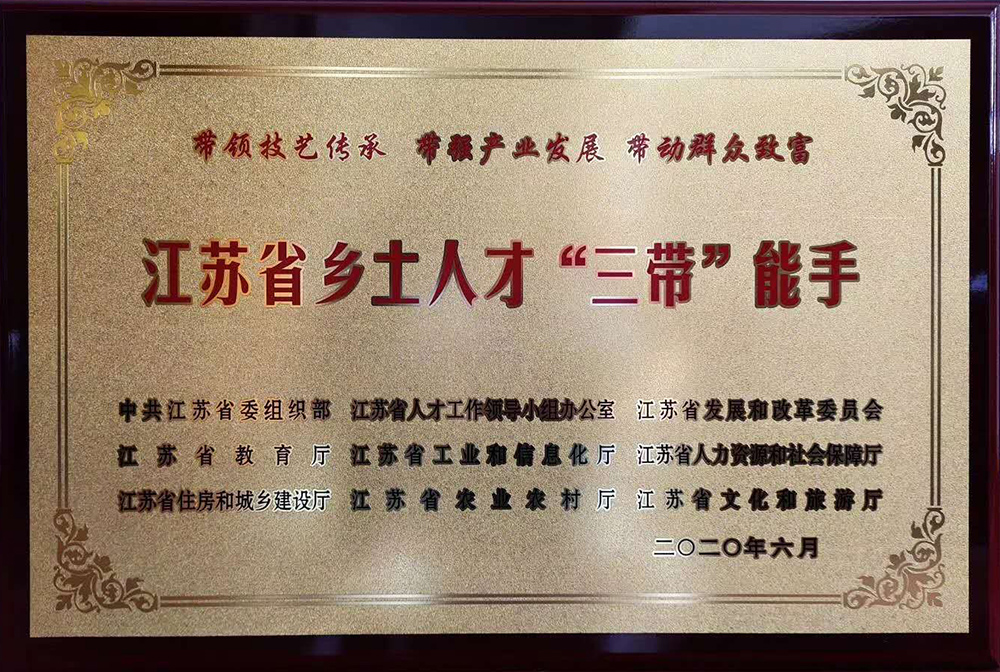 带领技艺传承 带强产业发展 带动群众致富
江苏省乡土人才“三带”能手
中共江苏省委组织部 江苏省人才工作领导小组办公室 江苏省发展和改革委员会
江苏省教育厅 江苏省工业和信息化厅 江苏省人力资源和社会保障厅
江苏省住房和城乡建设厅 江苏省农业农村厅 江苏省文化和旅游厅
二〇二〇年六月